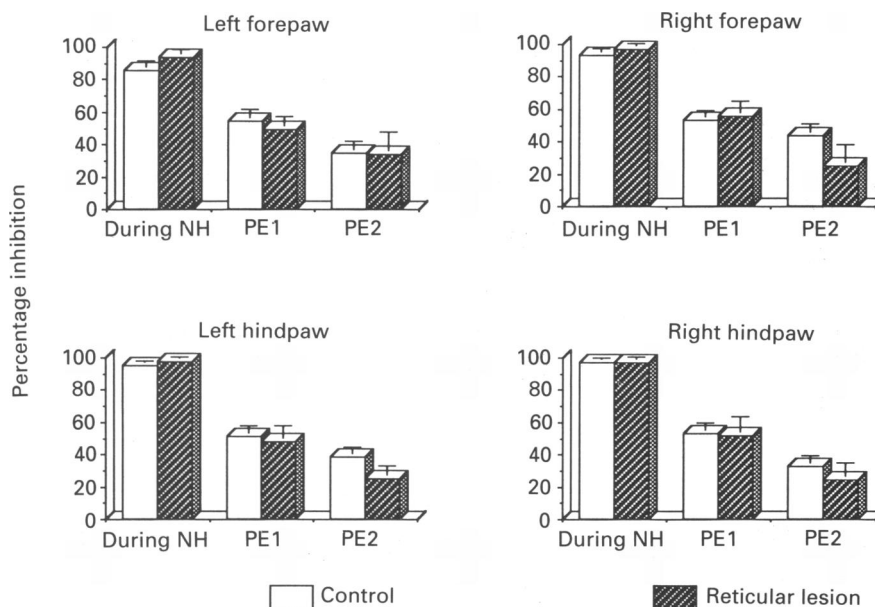 Percentage inhibition
Left forepaw
100
80
60
40
20
0
During NH PE1 PE2
Right forepaw
100
80
60
40
20
0
During NH PE1 PE2
Left hindpaw
100
80
60
40
20
0
During NH PE1 PE2
Right hindpaw
100
80
60
40
20
0
During NH PE1 PE2
Control Reticular lesion